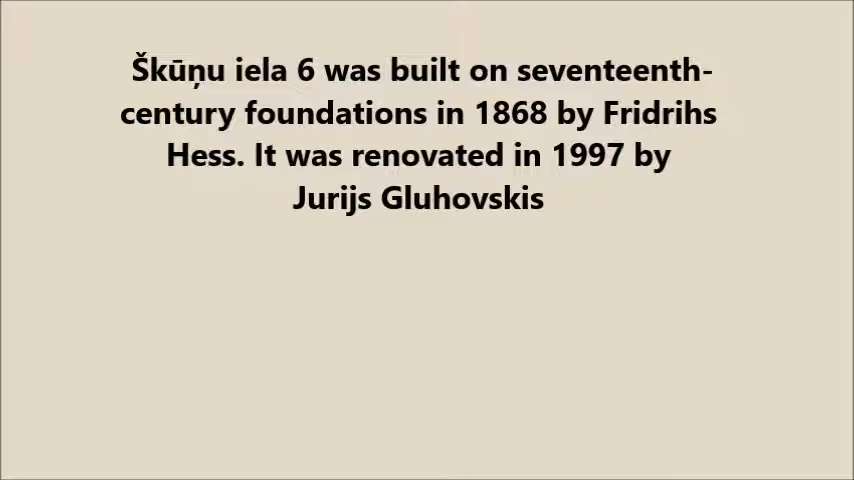 Škūņu iela 6 was built on seventeenth-
century foundations in 1868 by Fridrihs
Hess. It was renovated in 1997 by
Jurijs Gluhovskis